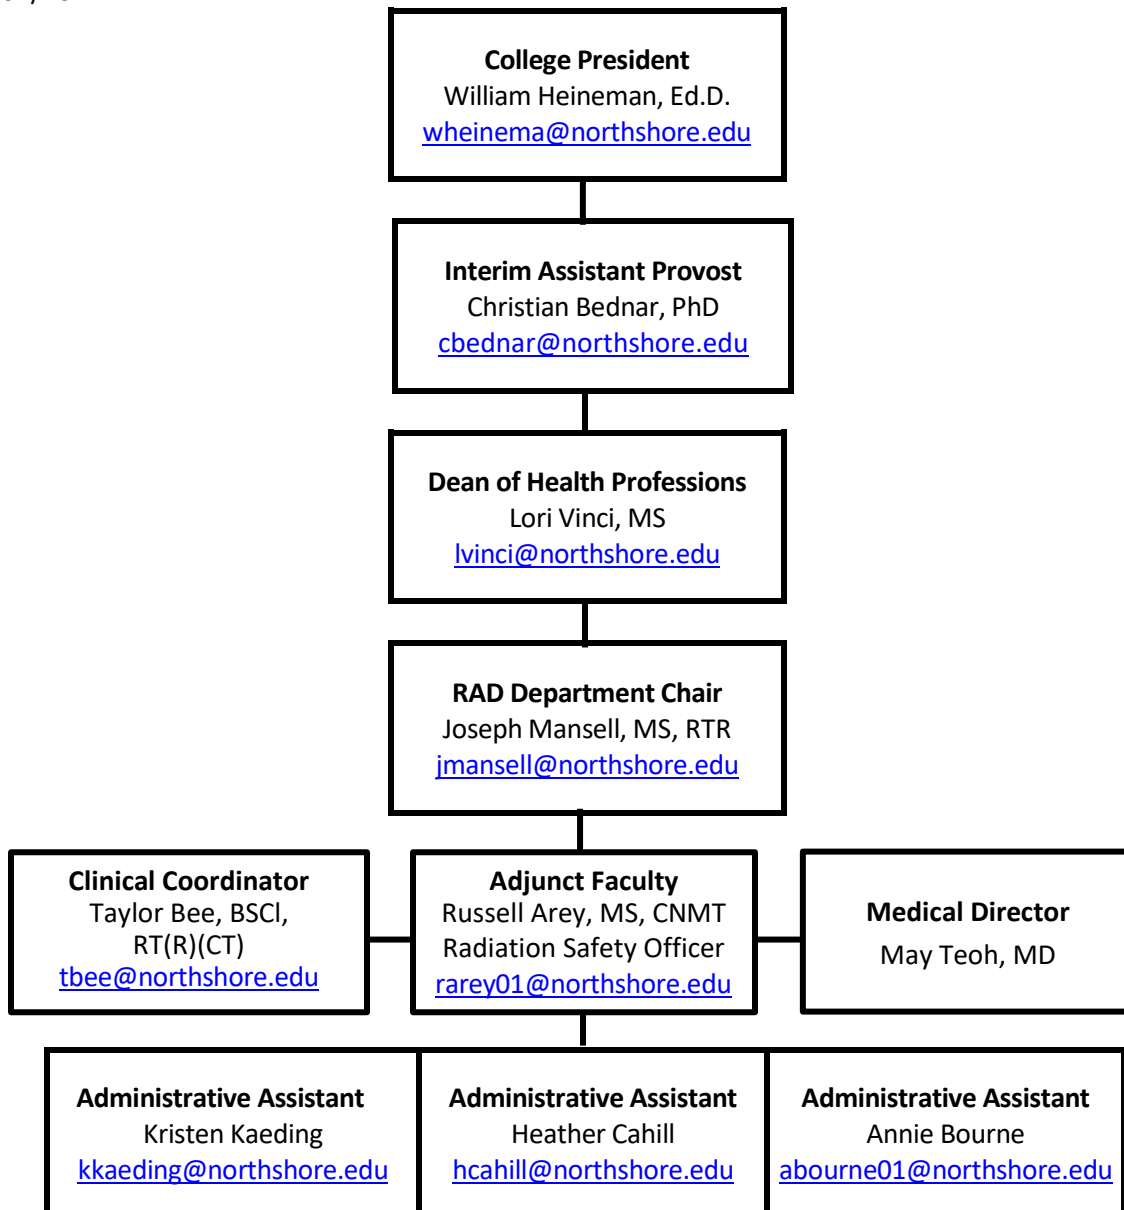 College President
William Heineman, Ed.D.
wheinema@northshore.edu
Interim Assistant Provost
Christian Bednar, PhD
cbednar@northshore.edu
Dean of Health Professions
Lori Vinci, MS
lvinci@northshore.edu
RAD Department Chair
Joseph Mansell, MS, RTR
jmansell@northshore.edu
Clinical Coordinator
Taylor Bee, BSCl,
RT(R)(CT)
tbee@northshore.edu
Adjunct Faculty
Russell Arey, MS, CNMT
Radiation Safety Officer
rarey01@northshore.edu
Medical Director
May Teoh, MD
Administrative Assistant
Kristen Kaeding
kkaeding@northshore.edu
Administrative Assistant
Heather Cahill
hcahill@northshore.edu
Administrative Assistant
Annie Bourne
abourne01@northshore.edu